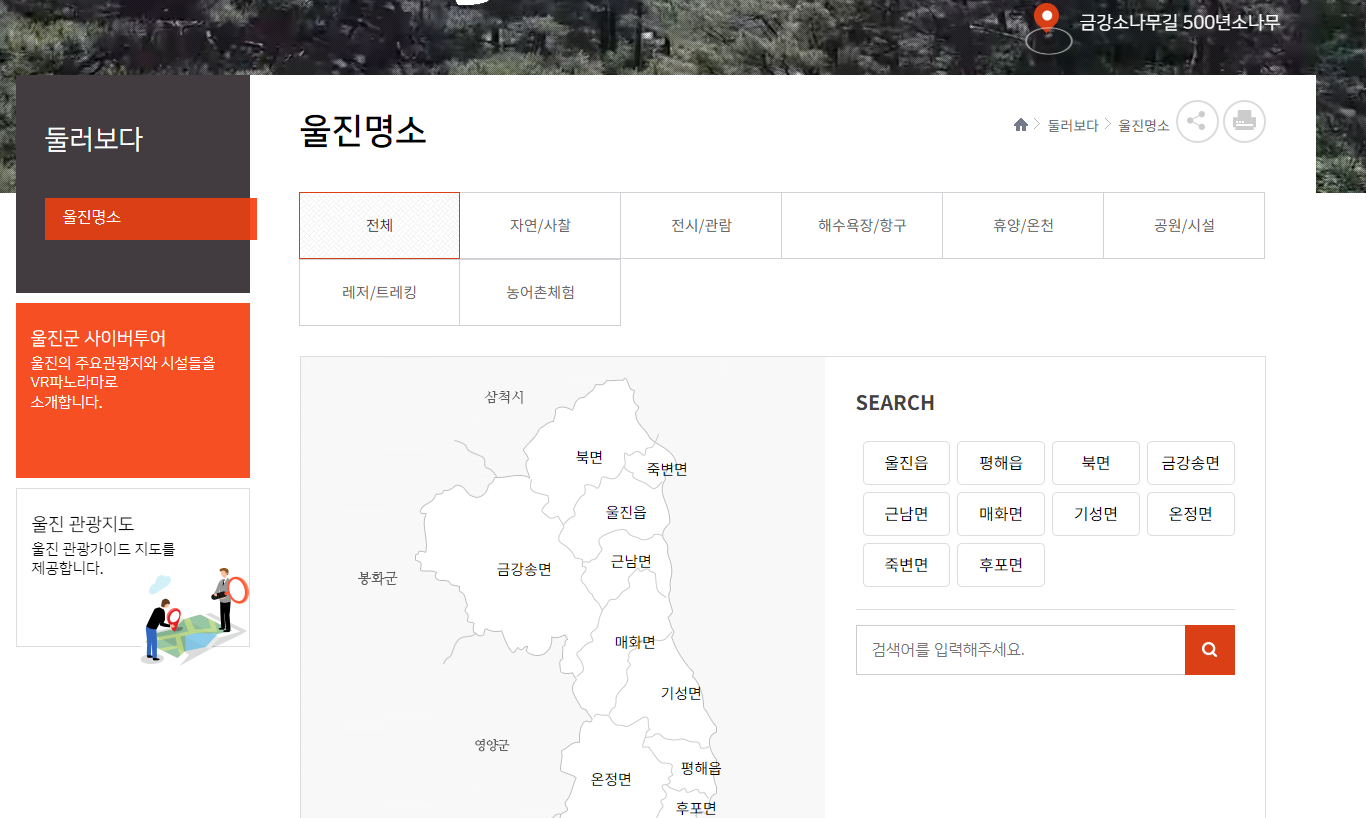 금강소나무길 500년소나무
둘러보다
울진명소
울진군 사이버투어
울진의 주요관광지와 시설들을
VR파노라마로
소개합니다.
울진 관광지도
울진 관광가이드 지도를
제공합니다.
울진명소
둘러보다
울진명소
전체
자연/사찰
전시/관람
해수욕장/항구
휴양/온천
공원/시설
레저/트레킹
농어촌체험
삼척시
북면
죽변면
울진읍
근남면
금강송면
봉화군
매화면
기성면
영양군
평해읍
온정면
후포면
SEARCH
울진읍
평해읍
북면
금강송면
근남면
매화면
기성면
온정면
죽변면
후포면
검색어를 입력해주세요.